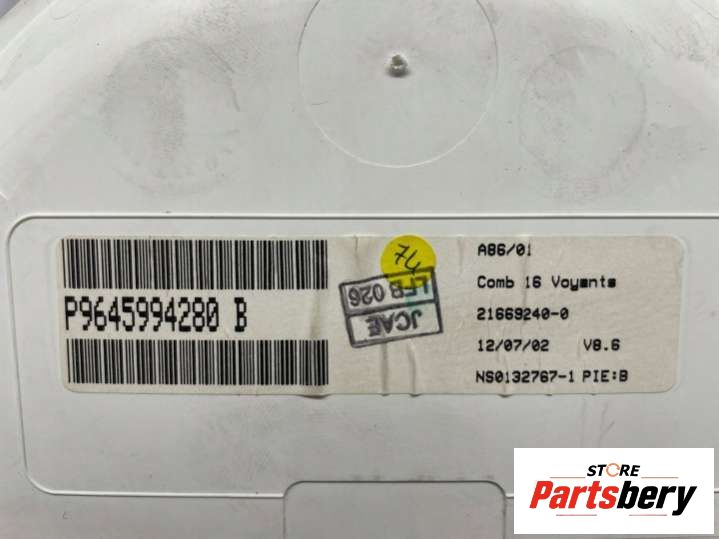 P9645994280 B
74
LFB 026
JCAE
A86/01
Comb 16 Voyants
21669240-0
12/07/02 V8.6
NS0132767-1 PIE:B
STORE
Partsbery